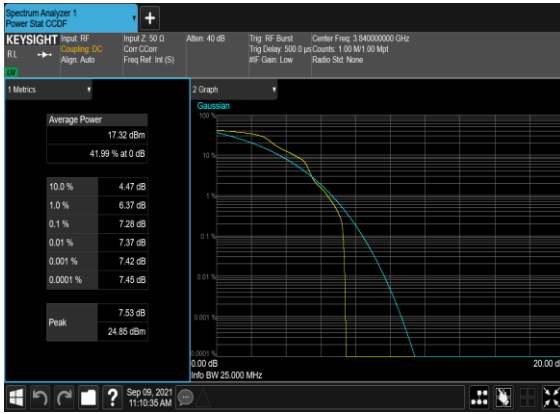 Spectrum Analyzer 1
Power Stat CCDF
+
KEYSIGHT
RL
LXI
Input: RF
Coupling: DC
Align: Auto
Input Z: 50 Ω
Corr CCorr
Freq Ref: Int (S)
Atten: 40 dB
Trig: RF Burst
Trig Delay: 500.0 µs
#IF Gain: Low
Center Freq: 3.840000000 GHz
Counts: 1.00 M/1.00 Mpt
Radio Std: None
1 Metrics
Average Power
17.32 dBm
41.99 % at 0 dB
10.0 % 4.47 dB
1.0 % 6.37 dB
0.1 % 7.28 dB
0.01 % 7.37 dB
0.001 % 7.42 dB
0.0001 % 7.45 dB
Peak
7.53 dB
24.85 dBm
2 Graph
Gaussian
100 %
10 %
1 %
0.1 %
0.01 %
0.001 %
0.0001 %
0.00 dB
20.00 d
Info BW 25.000 MHz
?
Sep 09, 2021
11:10:35 AM